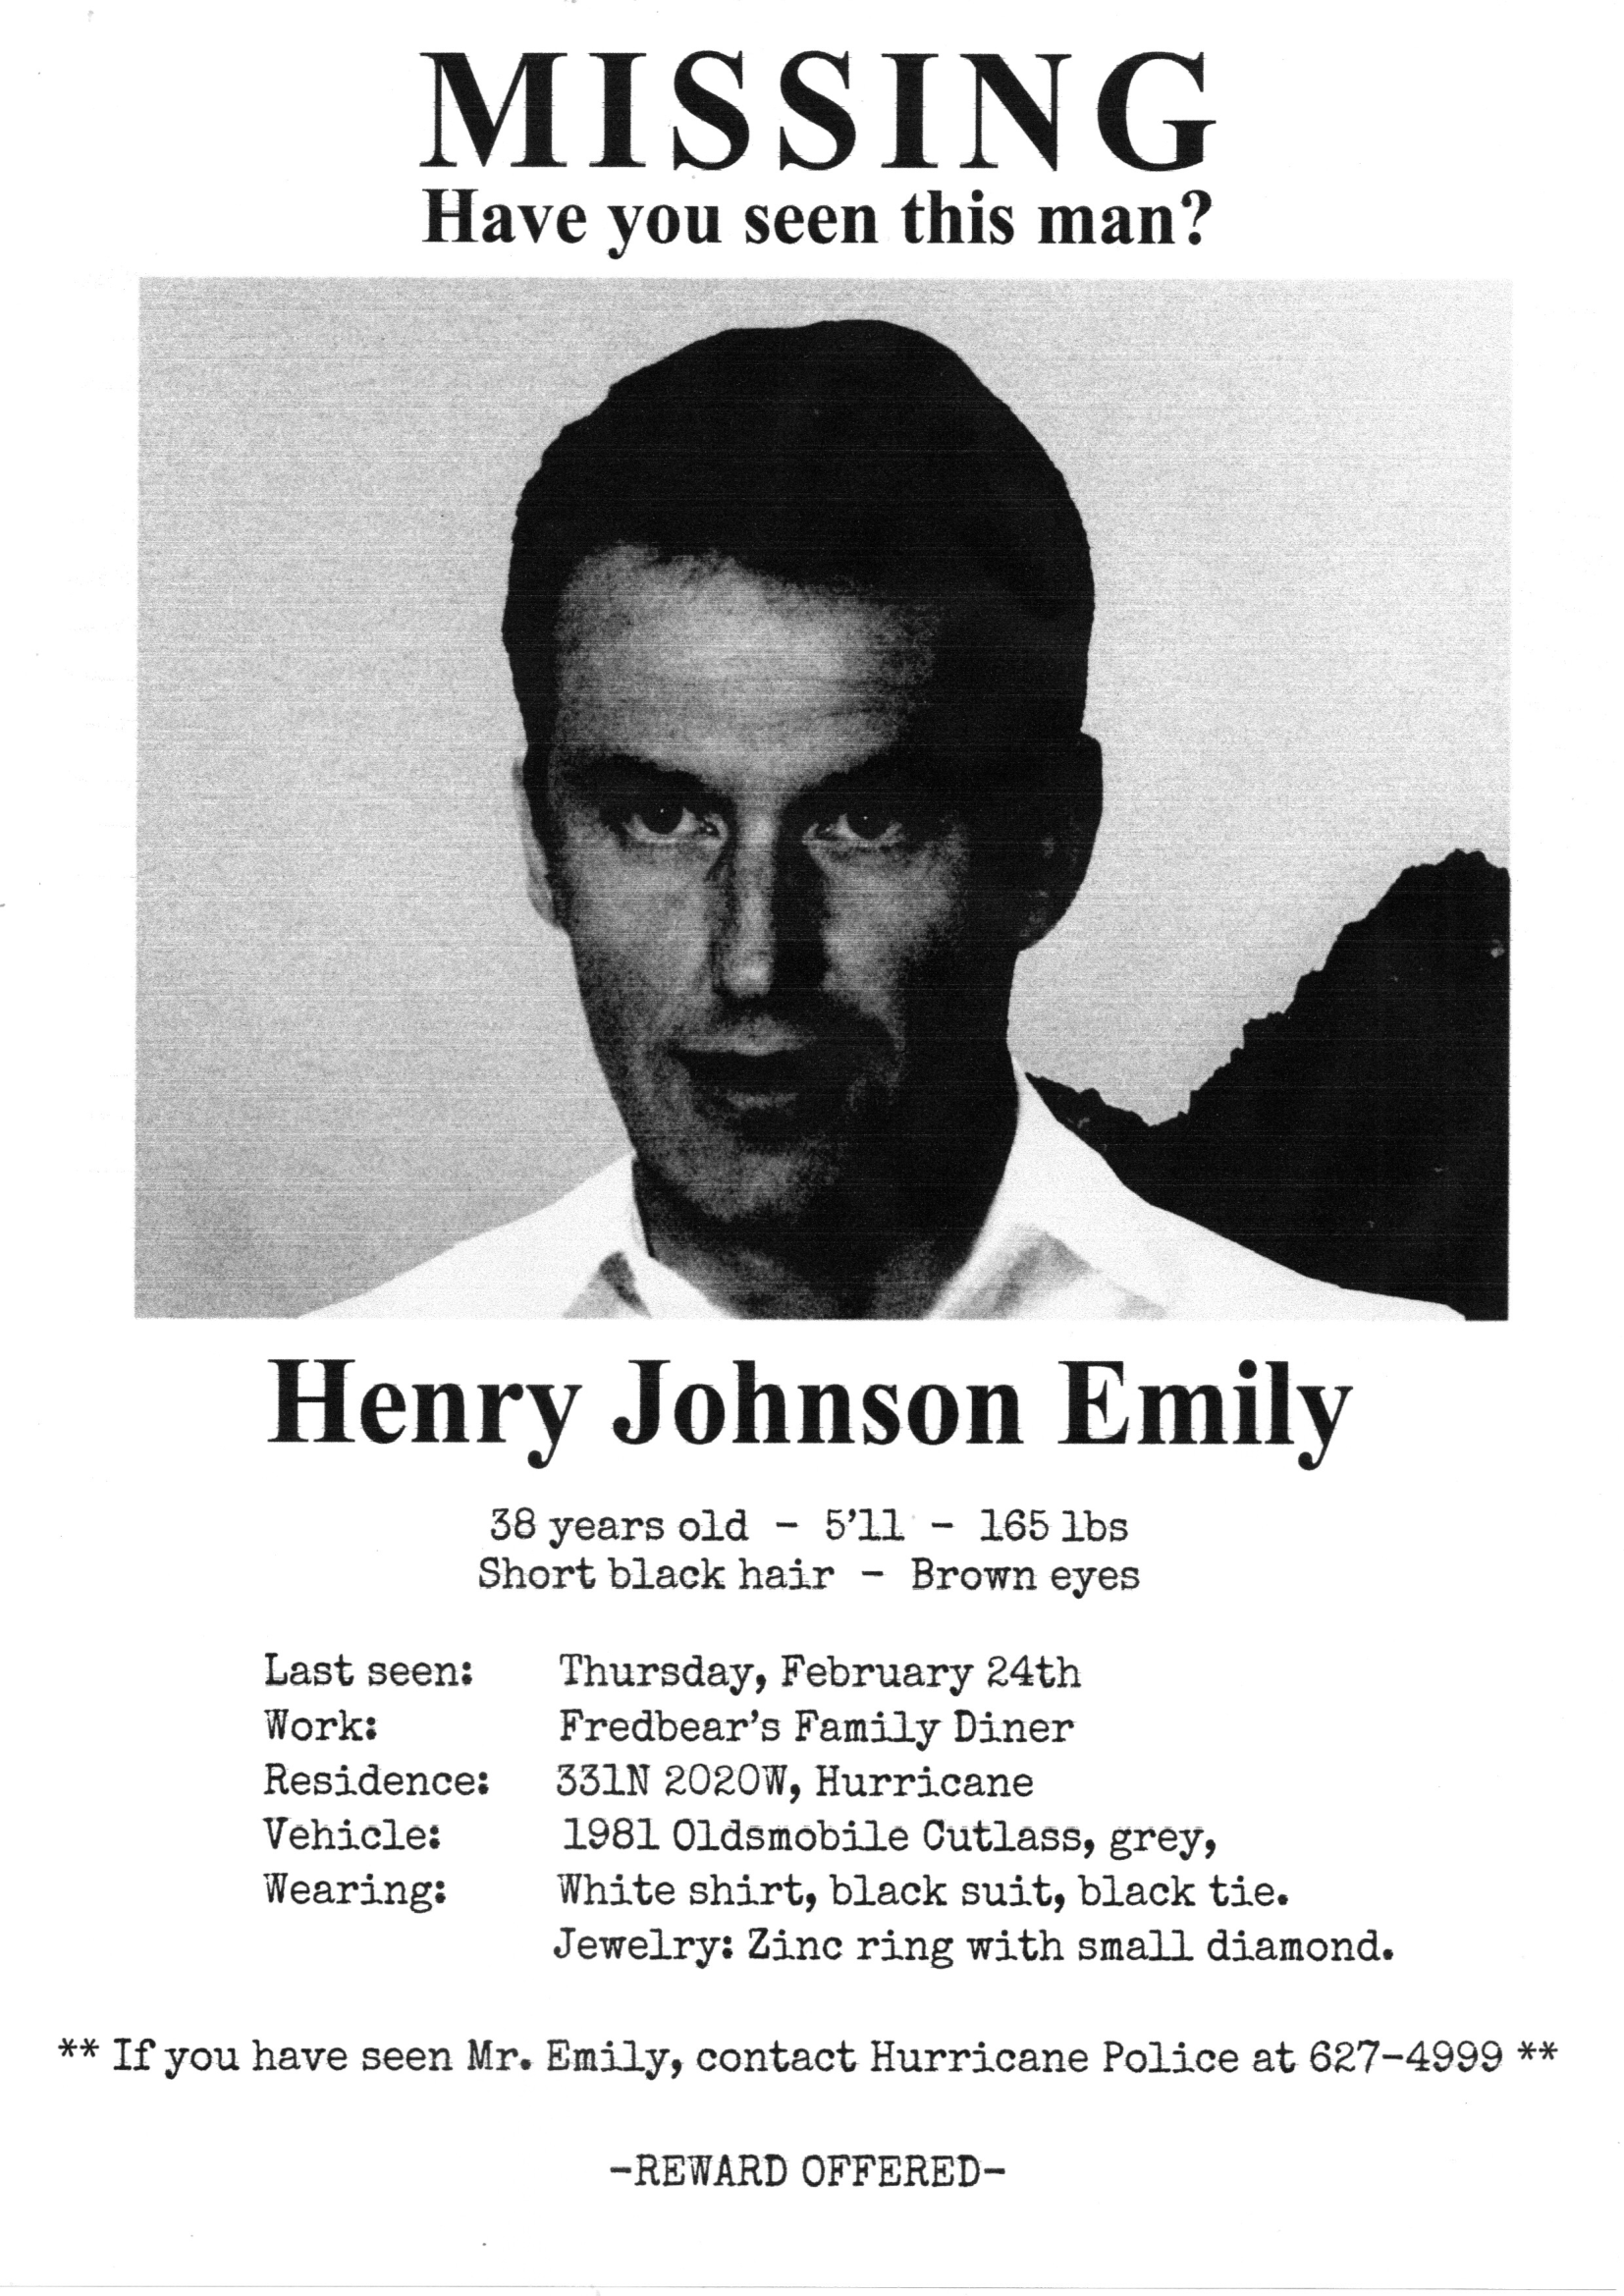 MISSING
Have you seen this man?
Henry Johnson Emily
38 years old - 5'11 - 165 lbs
Short black hair - Brown eyes
Last seen: Thursday, February 24th
Work: Fredbear's Family Diner
Residence: 331N 2020W, Hurricane
Vehicle: 1981 Oldsmobile Cutlass, grey,
Wearing: White shirt, black suit, black tie.
Jewelry: Zinc ring with small diamond.
** If you have seen Mr. Emily, contact Hurricane Police at 627-4999 **
-REWARD OFFERED-